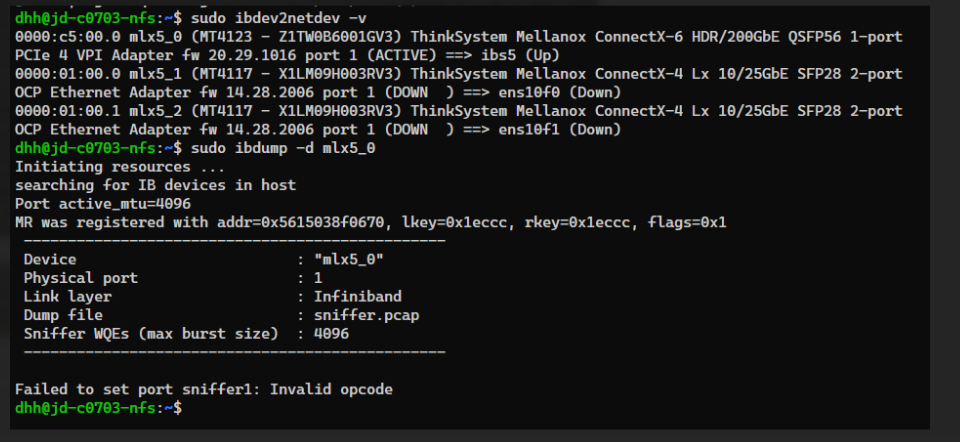 dhh@jd-c0703-nfs:~$ sudo ibdev2netdev -v
0000:c5:00.0 mlx5_0 (MT4123 - Z1TW0B6001GV3) ThinkSystem Mellanox ConnectX-6 HDR/200GbE QSFP56 1-port
PCIe 4 VPI Adapter fw 20.29.1016 port 1 (ACTIVE) ==> ibs5 (Up)
0000:01:00.0 mlx5_1 (MT4117 - X1LM09H003RV3) ThinkSystem Mellanox ConnectX-4 Lx 10/25GbE SFP28 2-port
OCP Ethernet Adapter fw 14.28.2006 port 1 (DOWN  ) ==> ens10f0 (Down)
0000:01:00.1 mlx5_2 (MT4117 - X1LM09H003RV3) ThinkSystem Mellanox ConnectX-4 Lx 10/25GbE SFP28 2-port
OCP Ethernet Adapter fw 14.28.2006 port 1 (DOWN  ) ==> ens10f1 (Down)
dhh@jd-c0703-nfs:~$ sudo ibdump -d mlx5_0
Initiating resources ...
searching for IB devices in host
Port active_mtu=4096
MR was registered with addr=0x5615038f0670, lkey=0x1eccc, rkey=0x1eccc, flags=0x1
------------------------------------------------
Device : "mlx5_0"
Physical port : 1
Link layer : Infiniband
Dump file : sniffer.pcap
Sniffer WQEs (max burst size) : 4096
------------------------------------------------
Failed to set port sniffer1: Invalid opcode
dhh@jd-c0703-nfs:~$